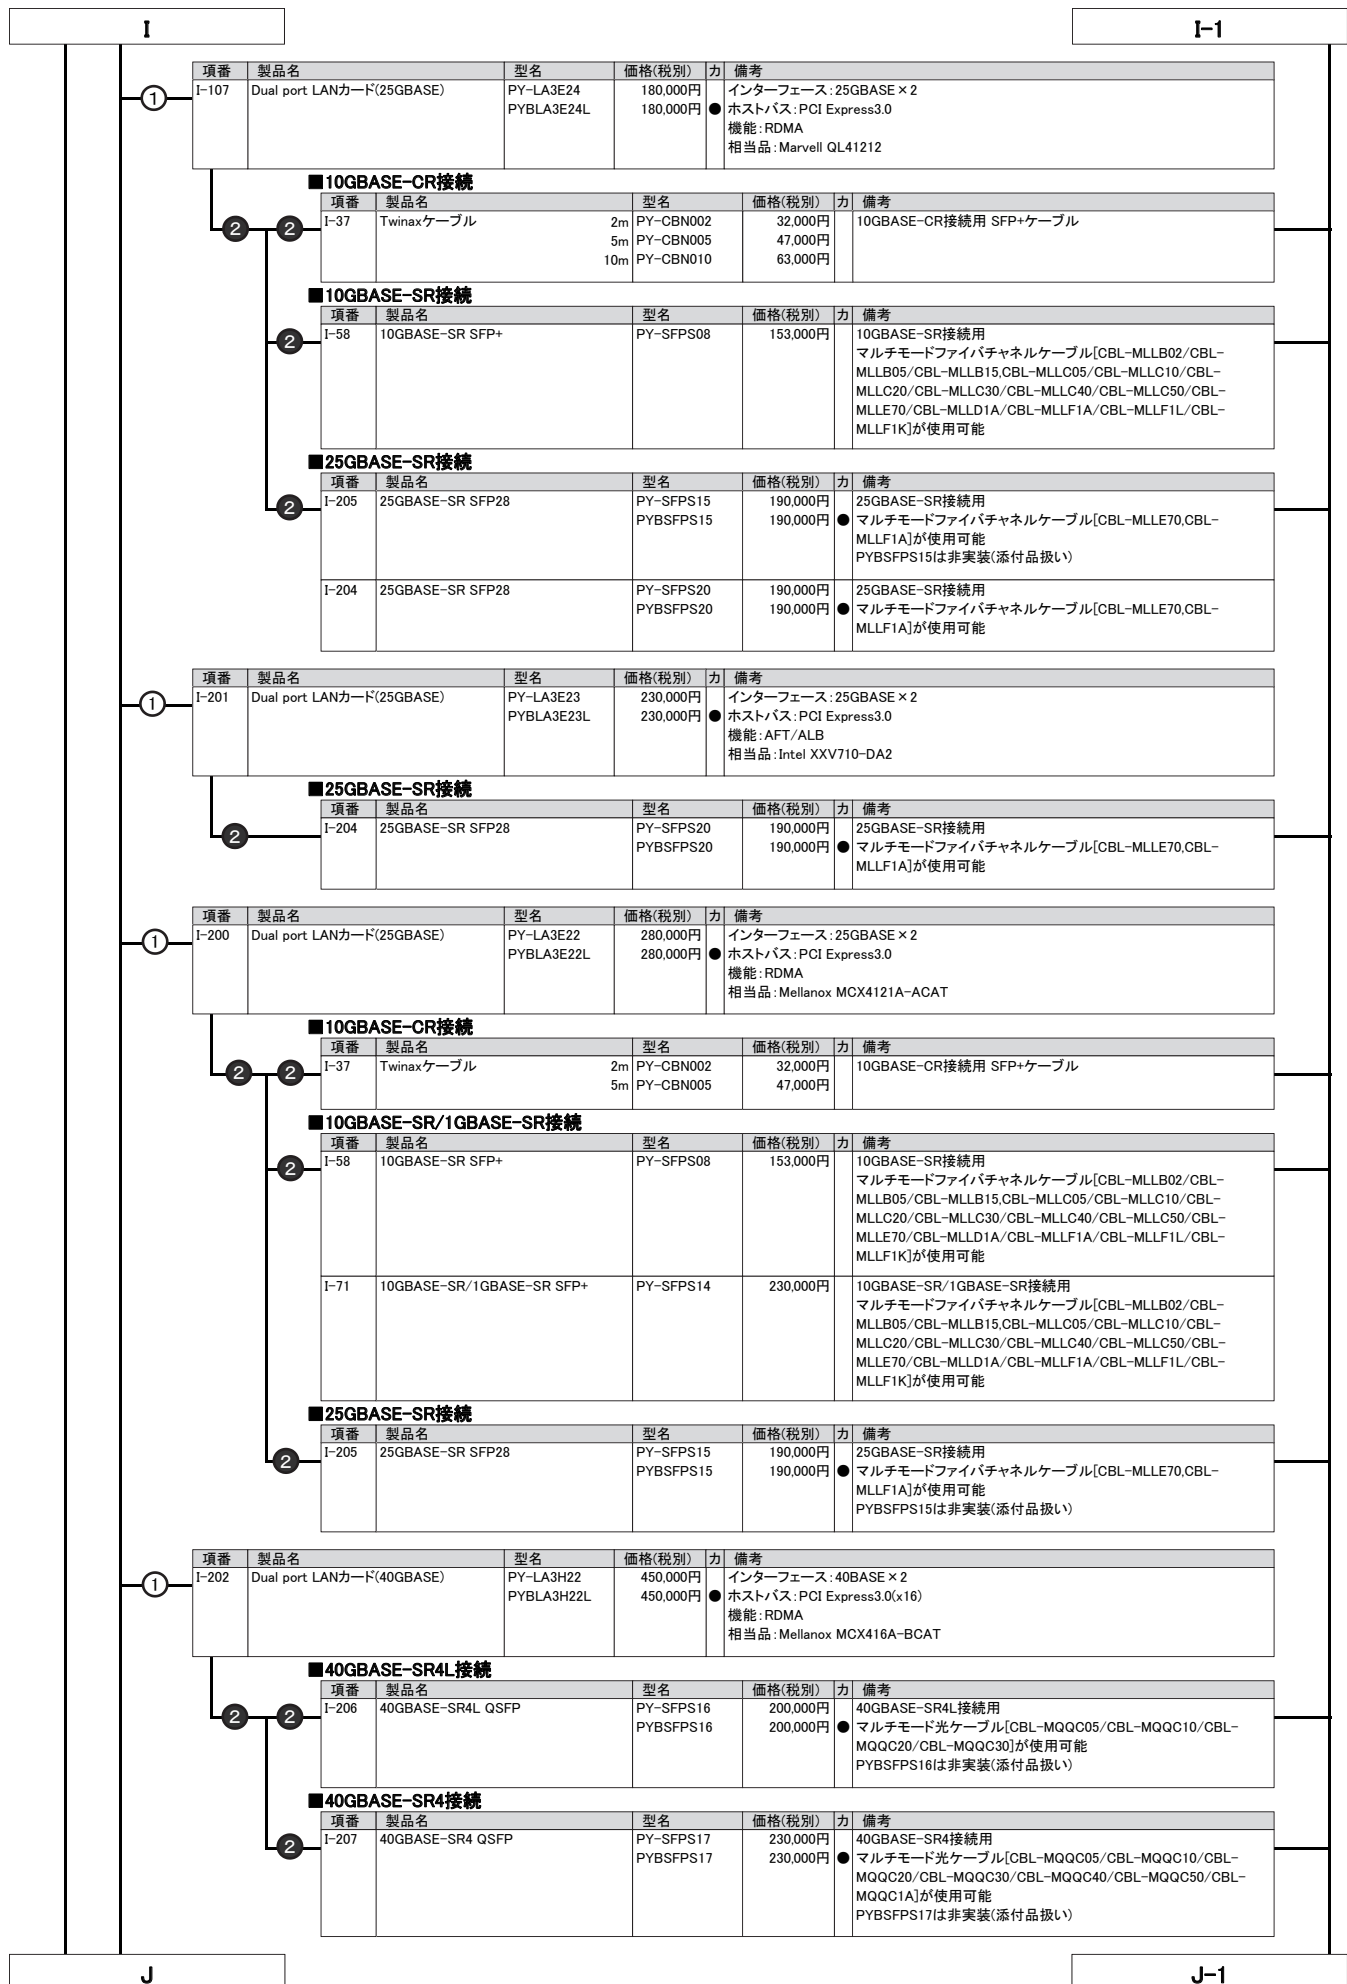 I
I-1
項番 製品名 型名 価格(税別) カ 備考
① I-107 Dual port LANカード(25GBASE) PY-LA3E24 180,000円 インターフェース:25GBASE×2
PYBLA3E24L 180,000円 ● ホストバス:PCI Express3.0
機能:RDMA
相当品:Marvell QL41212
■10GBASE-CR接続
項番 製品名 型名 価格(税別) カ 備考
2 2 I-37 Twinaxケーブル 2m PY-CBN002 32,000円 10GBASE-CR接続用 SFP+ケーブル
5m PY-CBN005 47,000円
10m PY-CBN010 63,000円
■10GBASE-SR接続
項番 製品名 型名 価格(税別) カ 備考
2 I-58 10GBASE-SR SFP+ PY-SFPS08 153,000円 10GBASE-SR接続用
マルチモードファイバチャネルケーブル[CBL-MLLB02/CBL-
MLLB05/CBL-MLLB15,CBL-MLLC05/CBL-MLLC10/CBL-
MLLC20/CBL-MLLC30/CBL-MLLC40/CBL-MLLC50/CBL-
MLLE70/CBL-MLLD1A/CBL-MLLF1A/CBL-MLLF1L/CBL-
MLLF1K]が使用可能
■25GBASE-SR接続
項番 製品名 型名 価格(税別) カ 備考
2 I-205 25GBASE-SR SFP28 PY-SFPS15 190,000円 25GBASE-SR接続用
PYBSFPS15 190,000円 ● マルチモードファイバチャネルケーブル[CBL-MLLE70,CBL-
MLLF1A]が使用可能
PYBSFPS15は非実装(添付品扱い)
I-204 25GBASE-SR SFP28 PY-SFPS20 190,000円 25GBASE-SR接続用
PYBSFPS20 190,000円 ● マルチモードファイバチャネルケーブル[CBL-MLLE70,CBL-
MLLF1A]が使用可能
項番 製品名 型名 価格(税別) カ 備考
① I-201 Dual port LANカード(25GBASE) PY-LA3E23 230,000円 インターフェース:25GBASE×2
PYBLA3E23L 230,000円 ● ホストバス:PCI Express3.0
機能:AFT/ALB
相当品:Intel XXV710-DA2
■25GBASE-SR接続
項番 製品名 型名 価格(税別) カ 備考
2 I-204 25GBASE-SR SFP28 PY-SFPS20 190,000円 25GBASE-SR接続用
PYBSFPS20 190,000円 ● マルチモードファイバチャネルケーブル[CBL-MLLE70,CBL-
MLLF1A]が使用可能
項番 製品名 型名 価格(税別) カ 備考
① I-200 Dual port LANカード(25GBASE) PY-LA3E22 280,000円 インターフェース:25GBASE×2
PYBLA3E22L 280,000円 ● ホストバス:PCI Express3.0
機能:RDMA
相当品:Mellanox MCX4121A-ACAT
■10GBASE-CR接続
項番 製品名 型名 価格(税別) カ 備考
2 2 I-37 Twinaxケーブル 2m PY-CBN002 32,000円 10GBASE-CR接続用 SFP+ケーブル
5m PY-CBN005 47,000円
■10GBASE-SR/1GBASE-SR接続
項番 製品名 型名 価格(税別) カ 備考
2 I-58 10GBASE-SR SFP+ PY-SFPS08 153,000円 10GBASE-SR接続用
マルチモードファイバチャネルケーブル[CBL-MLLB02/CBL-
MLLB05/CBL-MLLB15,CBL-MLLC05/CBL-MLLC10/CBL-
MLLC20/CBL-MLLC30/CBL-MLLC40/CBL-MLLC50/CBL-
MLLE70/CBL-MLLD1A/CBL-MLLF1A/CBL-MLLF1L/CBL-
MLLF1K]が使用可能
I-71 10GBASE-SR/1GBASE-SR SFP+ PY-SFPS14 230,000円 10GBASE-SR/1GBASE-SR接続用
マルチモードファイバチャネルケーブル[CBL-MLLB02/CBL-
MLLB05/CBL-MLLB15,CBL-MLLC05/CBL-MLLC10/CBL-
MLLC20/CBL-MLLC30/CBL-MLLC40/CBL-MLLC50/CBL-
MLLE70/CBL-MLLD1A/CBL-MLLF1A/CBL-MLLF1L/CBL-
MLLF1K]が使用可能
■25GBASE-SR接続
項番 製品名 型名 価格(税別) カ 備考
2 I-205 25GBASE-SR SFP28 PY-SFPS15 190,000円 25GBASE-SR接続用
PYBSFPS15 190,000円 ● マルチモードファイバチャネルケーブル[CBL-MLLE70,CBL-
MLLF1A]が使用可能
PYBSFPS15は非実装(添付品扱い)
項番 製品名 型名 価格(税別) カ 備考
① I-202 Dual port LANカード(40GBASE) PY-LA3H22 450,000円 インターフェース:40BASE×2
PYBLA3H22L 450,000円 ● ホストバス:PCI Express3.0(x16)
機能:RDMA
相当品:Mellanox MCX416A-BCAT
■40GBASE-SR4L接続
項番 製品名 型名 価格(税別) カ 備考
2 2 I-206 40GBASE-SR4L QSFP PY-SFPS16 200,000円 40GBASE-SR4L接続用
PYBSFPS16 200,000円 ● マルチモード光ケーブル[CBL-MQQC05/CBL-MQQC10/CBL-
MQQC20/CBL-MQQC30]が使用可能
PYBSFPS16は非実装(添付品扱い)
■40GBASE-SR4接続
項番 製品名 型名 価格(税別) カ 備考
2 I-207 40GBASE-SR4 QSFP PY-SFPS17 230,000円 40GBASE-SR4接続用
PYBSFPS17 230,000円 ● マルチモード光ケーブル[CBL-MQQC05/CBL-MQQC10/CBL-
MQQC20/CBL-MQQC30/CBL-MQQC40/CBL-MQQC50/CBL-
MQQC1A]が使用可能
PYBSFPS17は非実装(添付品扱い)
J
J-1